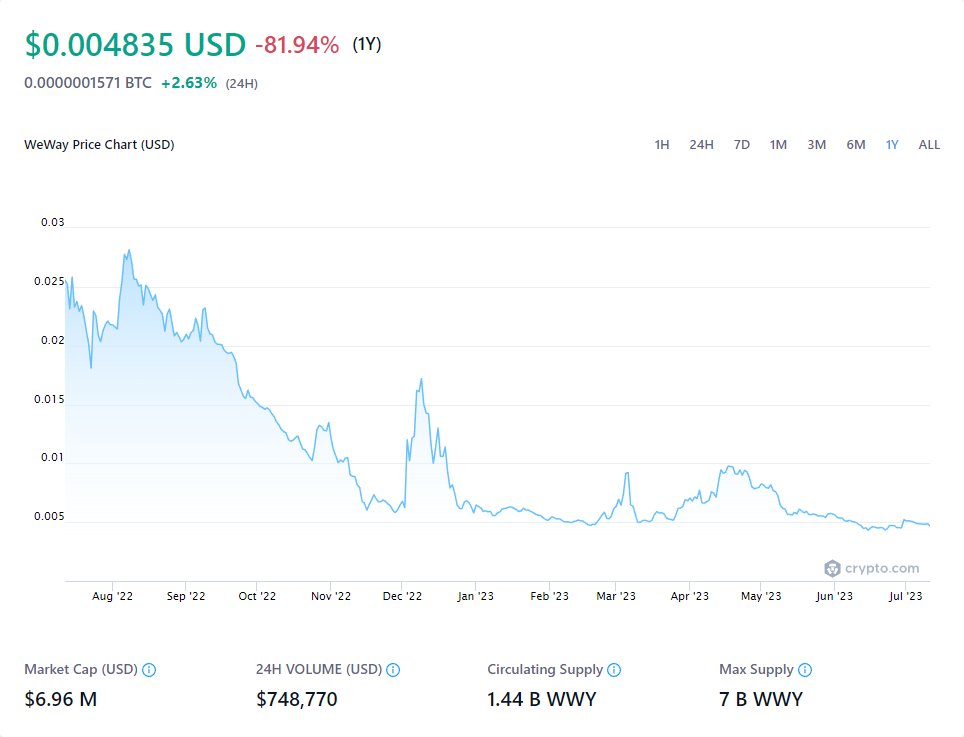 $0.004835 USD -81.94% (1Y)
0.0000001571 BTC +2.63% (24H)
WeWay Price Chart (USD)
1H 24H 7D 1M 3M 6M 1Y ALL
0.03
0.025
0.02
0.015
0.01
0.005
crypto.com
Aug '22 Sep '22 Oct '22 Nov '22 Dec '22 Jan '23 Feb '23 Mar '23 Apr '23 May '23 Jun '23 Jul '23
Market Cap (USD) 24H VOLUME (USD) Circulating Supply Max Supply
$6.96 M $748,770 1.44 B WWY 7 B WWY